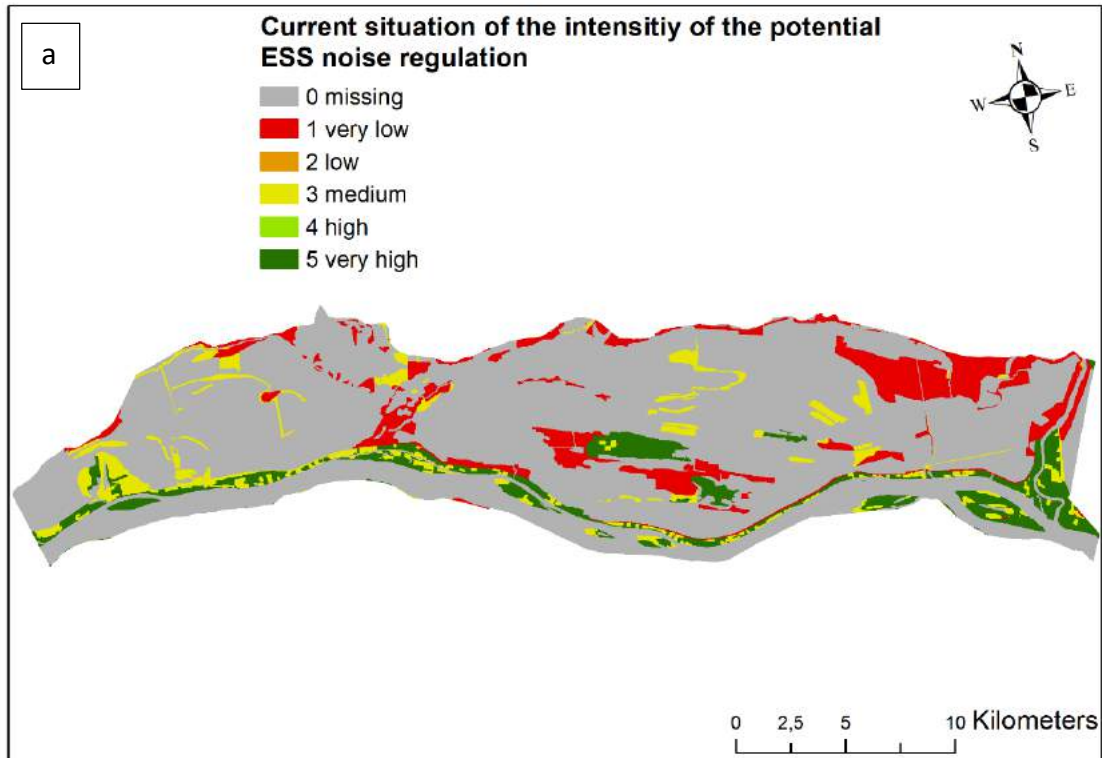 a
Current situation of the intensitiy of the potential
ESS noise regulation
0 missing
1 very low
2 low
3 medium
4 high
5 very high
N
W E
S
0 2,5 5 10 Kilometers